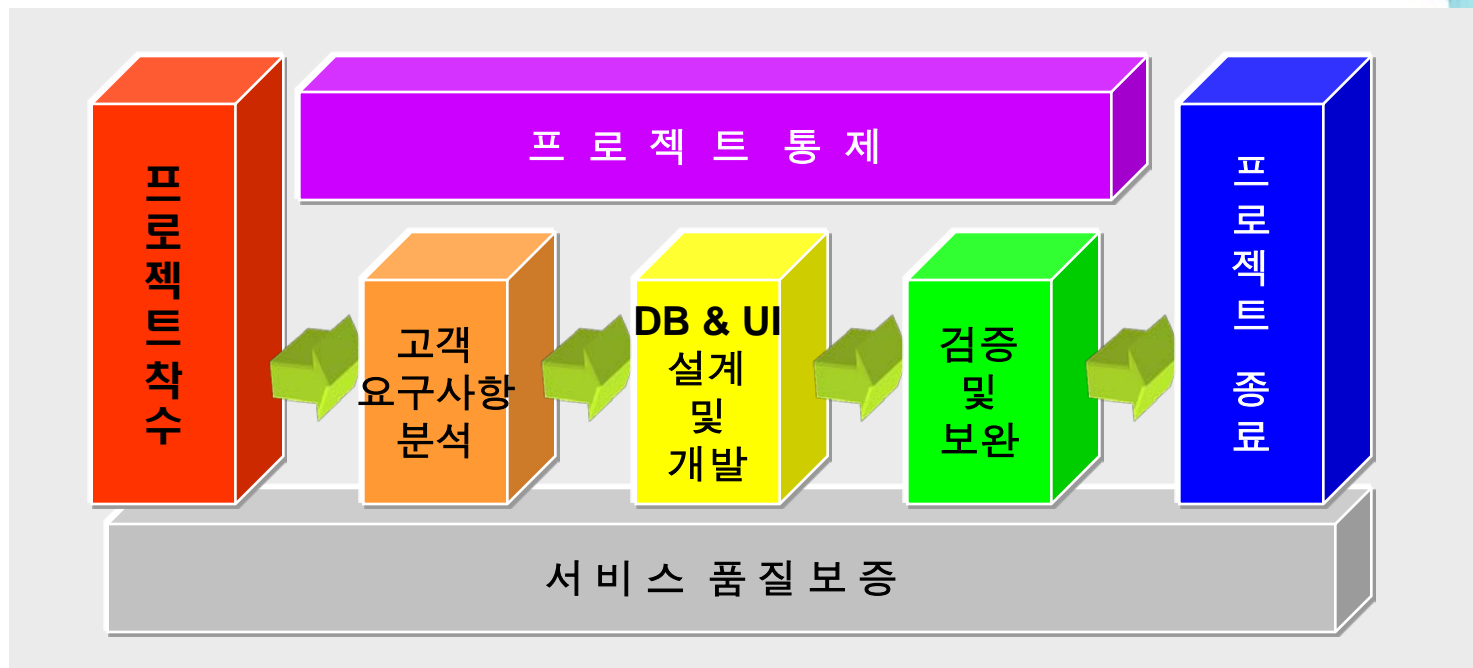 프로젝트 통제
프로젝트착수
고객
요구사항
분석
DB & UI
설계
및
개발
검증
및
보완
프로젝트 종료
서비스 품질보증